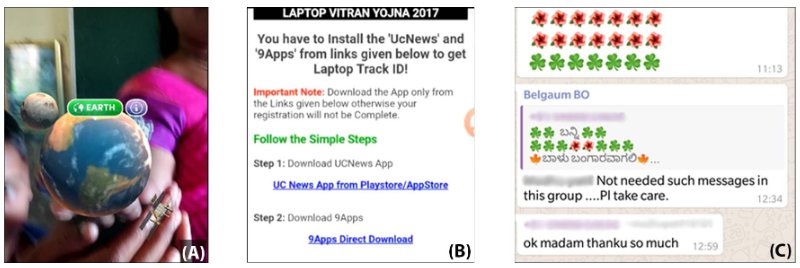 EARTH
i
(A)
LAPTOP VITRAN YOJNA 2017
You have to Install the 'UcNews' and
'9Apps' from links given below to get
Laptop Track ID!
Important Note: Download the App only from
the Links given below otherwise your
registration will not be Complete.
Follow the Simple Steps
Step 1: Download UCNews App
UC News App from Playstore/AppStore
Step 2: Download 9Apps
9Apps Direct Download
(B)
11:13
Belgaum BO
ಬನ್ನಿ
ಬಾಳು ಬಂಗಾರವಾಗಲಿ
...
Not needed such messages in
this group ....Pl take care.
12:34
ok madam thanku so much
12:59
(C)